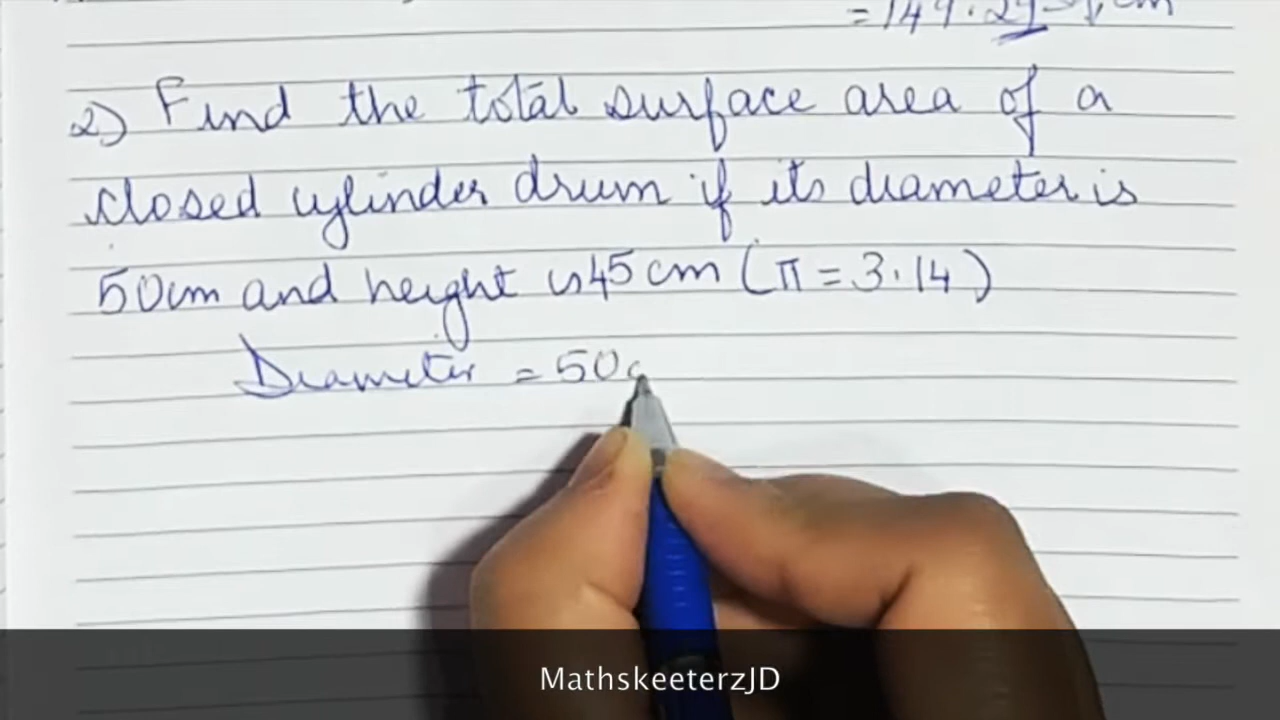 2) Find the total surface area of a
closed cylinder drum if its diameter is
50cm and height is 45 cm (π = 3.14)
Diameter = 50c
MathskeeterzJD